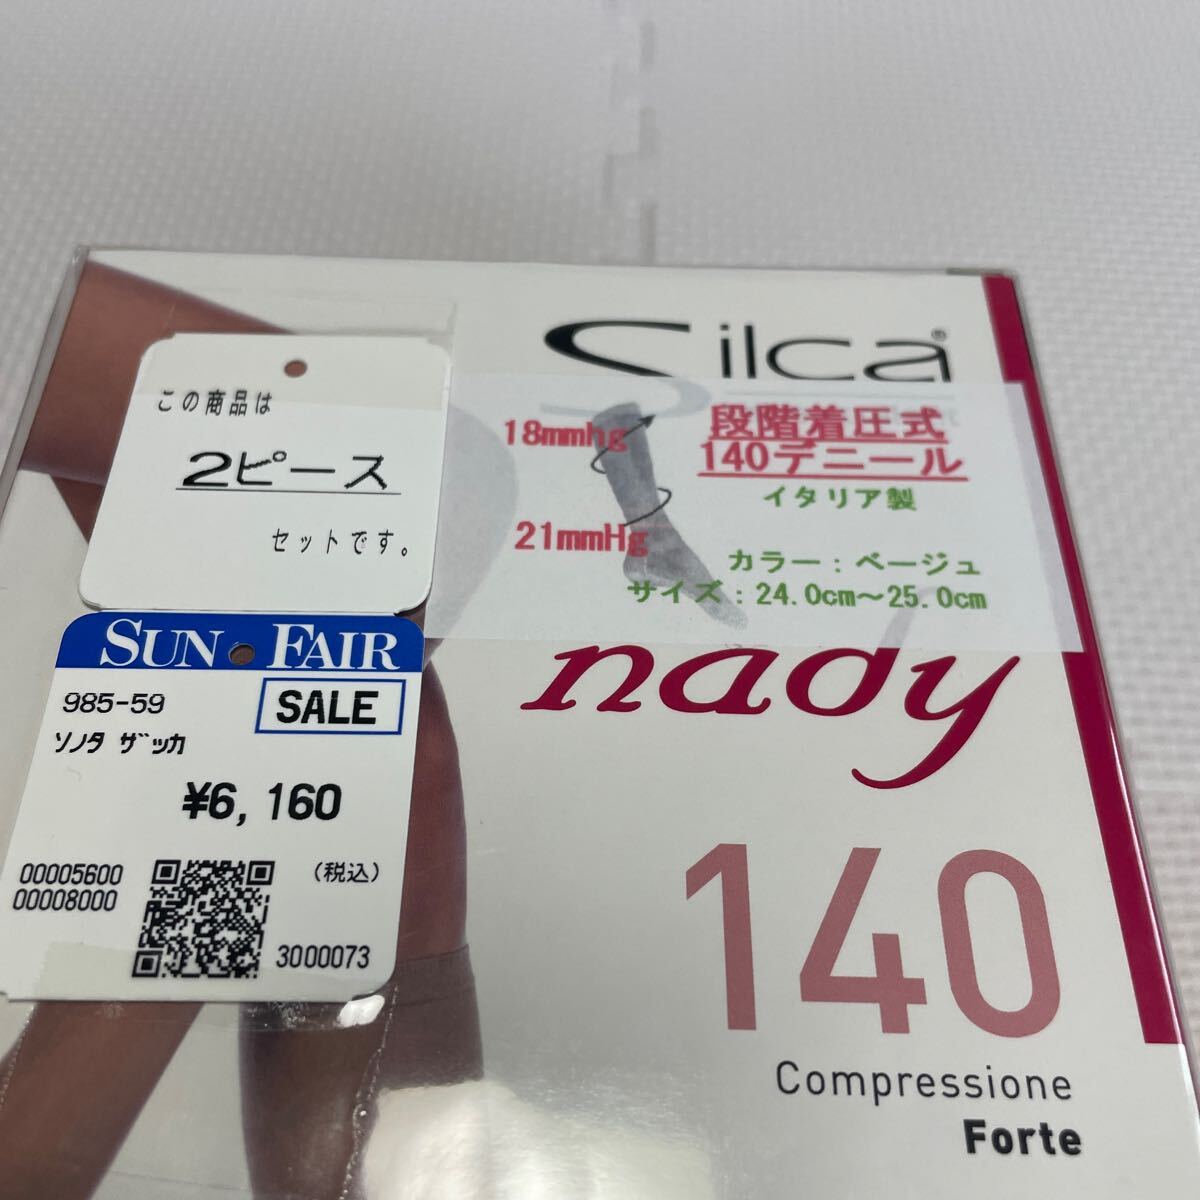 この商品は
2ピース
セットです。
SUN FAIR
985-59
SALE
ソノタ ザッカ
¥6,160
(税込)
00005600
00008000
3000073
Silca®
18mmhg
段階着圧式
140デニール
イタリア製
21mmHg
カラー:ベージュ
サイズ:24.0cm～25.0cm
nady
140
Compressione
Forte